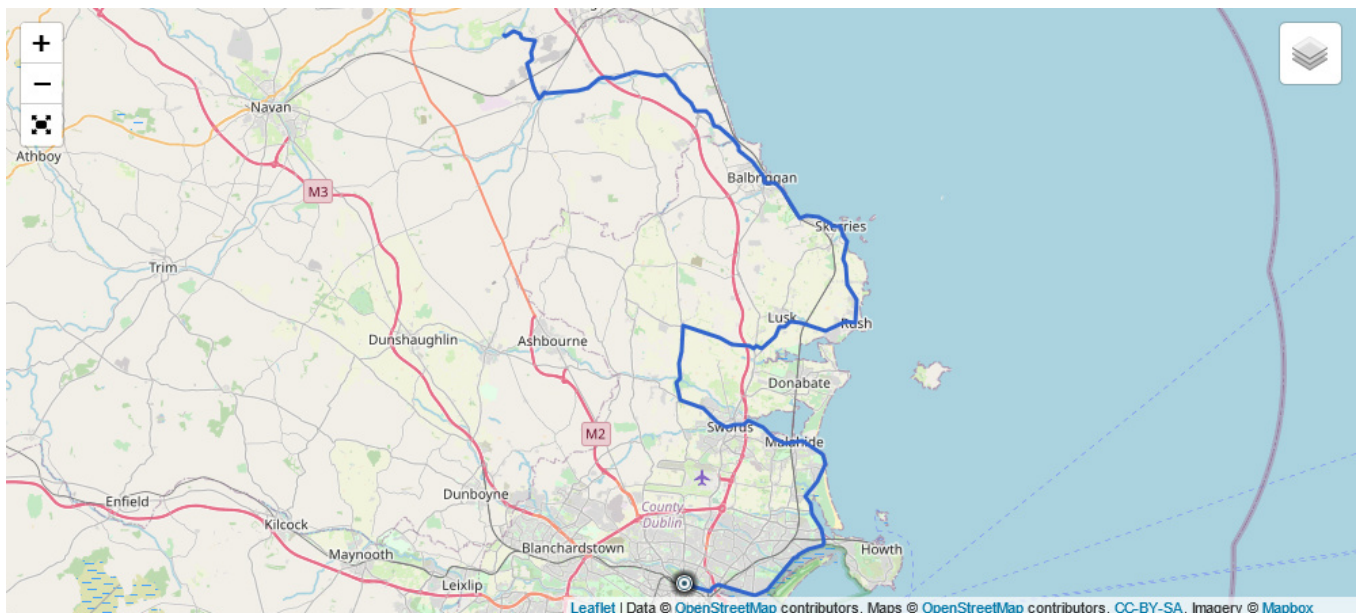 +
−
Navan
Athboy
M3
Balbriggan
Skerries
Trim
Lusk
Rush
Dunshaughlin
Ashbourne
Donabate
M2
Swords
Malahide
Enfield
Dunboyne
County
Dublin
Kilcock
Blanchardstown
Howth
Maynooth
Leixlip
Leaflet | Data © OpenStreetMap contributors, Maps © OpenStreetMap contributors, CC-BY-SA, Imagery © Mapbox